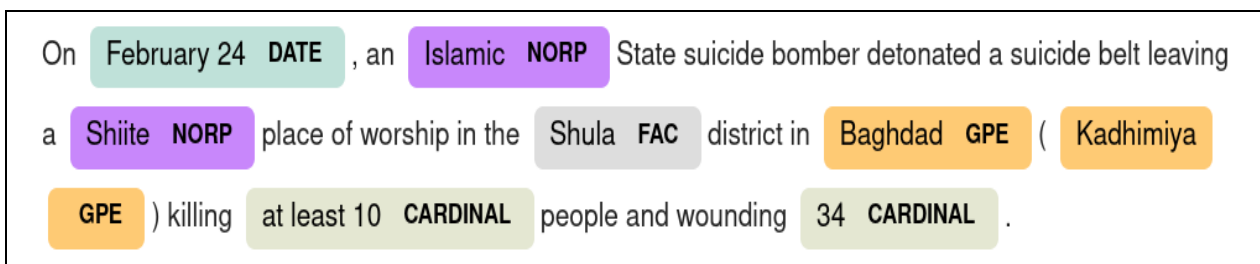 On February 24 DATE , an Islamic NORP State suicide bomber detonated a suicide belt leaving
a Shiite NORP place of worship in the Shula FAC district in Baghdad GPE ( Kadhimiya
GPE ) killing at least 10 CARDINAL people and wounding 34 CARDINAL .